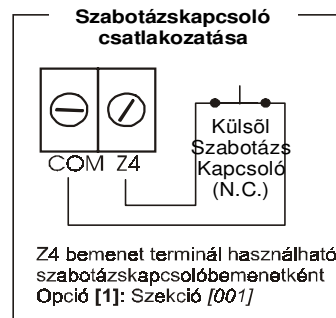 Szabotázskapcsoló
csatlakozatása
COM Z4
Külsõl
Szabotázs
Kapcsoló
(N.C.)
Z4 bemenet terminál használható
szabotázskapcsolóbemenetként
Opció [1]: Szekció [001]